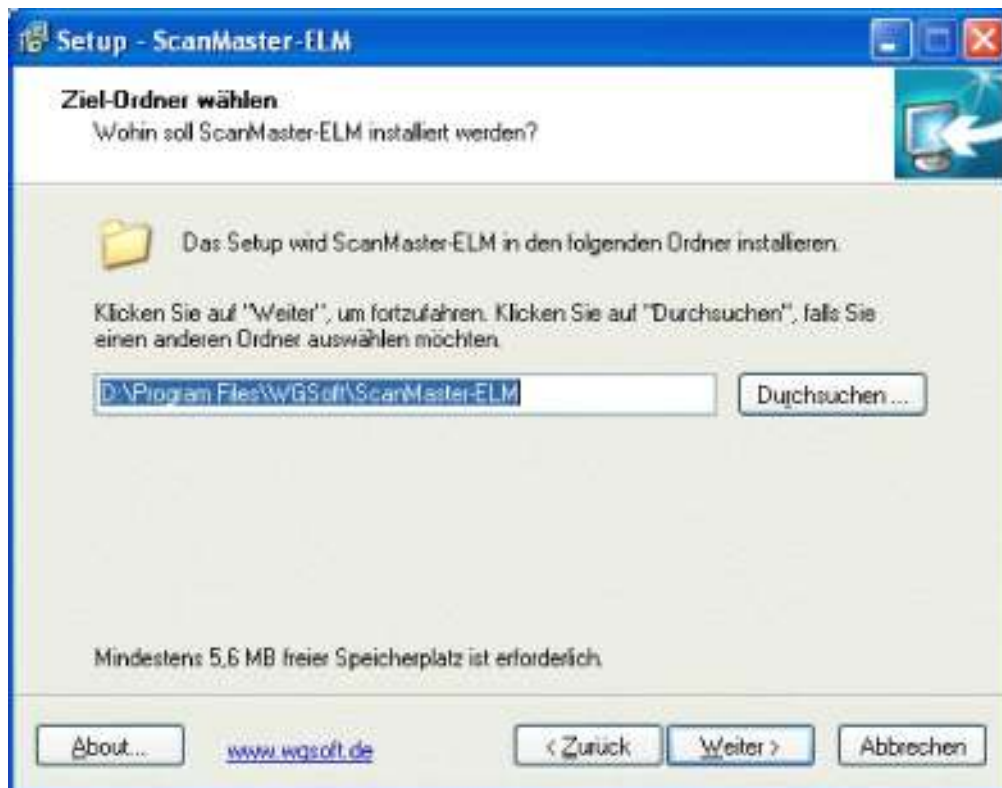 Setup - ScanMaster-ELM
Ziel-Ordner wählen
Wohin soll ScanMaster-ELM installiert werden?
Das Setup wird ScanMaster-ELM in den folgenden Ordner installieren.
Klicken Sie auf "Weiter", um fortzufahren. Klicken Sie auf "Durchsuchen", falls Sie
einen anderen Ordner auswählen möchten.
D:\Program Files\WGSoft\ScanMaster-ELM
Durchsuchen ...
Mindestens 5,6 MB freier Speicherplatz ist erforderlich.
About...
www.wgsoft.de
< Zurück
Weiter >
Abbrechen